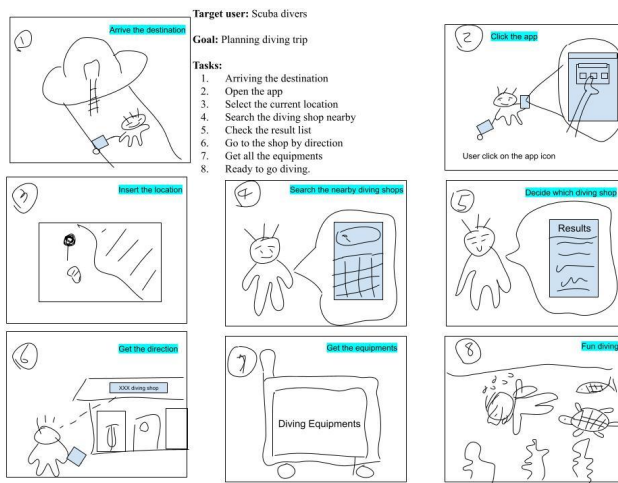 Target user: Scuba divers
Goal: Planning diving trip
Tasks:
1. Arriving the destination
2. Open the app
3. Select the current location
4. Search the diving shop nearby
5. Check the result list
6. Go to the shop by direction
7. Get all the equipments
8. Ready to go diving.
1
Arrive the destination
2
Click the app
User click on the app icon
3
Insert the location
4
Search the nearby diving shops
5
Decide which diving shop
Results
6
Get the direction
XXX diving shop
7
Get the equipments
Diving Equipments
8
Fun diving